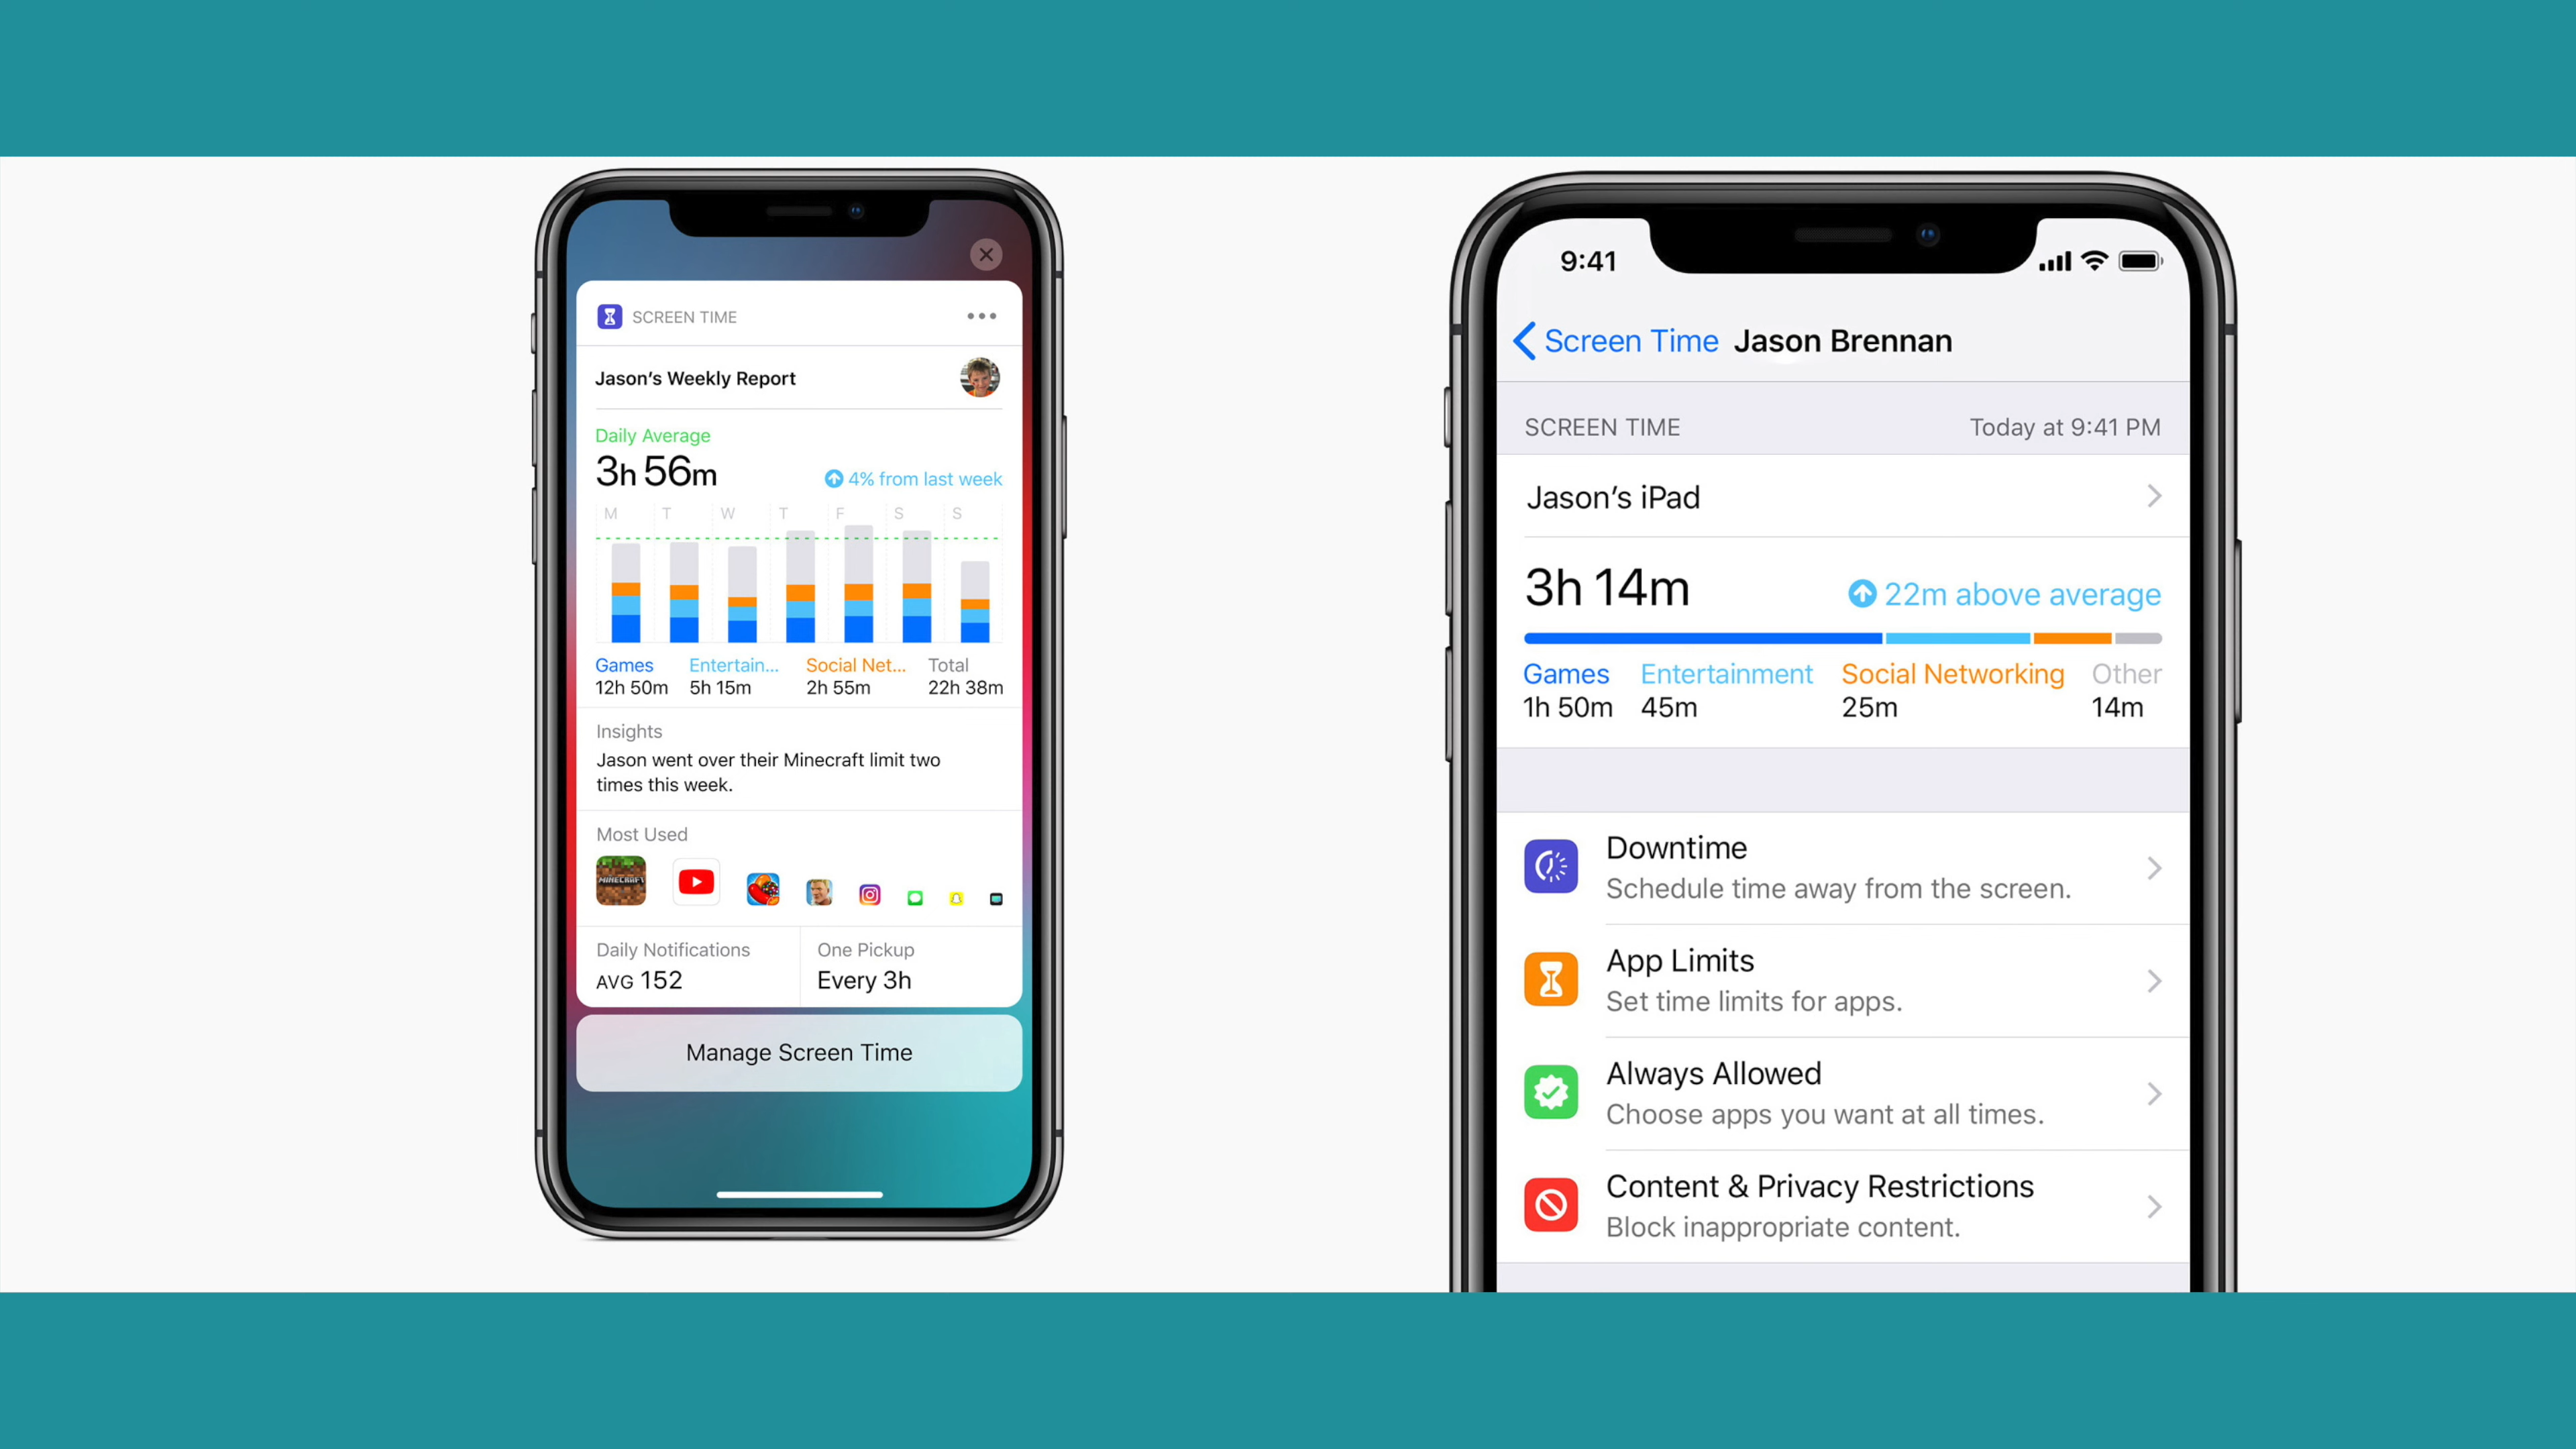 SCREEN TIME
Jason's Weekly Report
Daily Average
3h 56m
4% from last week
M T W T F S S
Games Entertain... Social Net... Total
12h 50m 5h 15m 2h 55m 22h 38m
Insights
Jason went over their Minecraft limit two
times this week.
Most Used
MINECRAFT
Daily Notifications
AVG 152
One Pickup
Every 3h
Manage Screen Time
9:41
Screen Time Jason Brennan
SCREEN TIME Today at 9:41 PM
Jason's iPad
3h 14m
22m above average
Games Entertainment Social Networking Other
1h 50m 45m 25m 14m
Downtime
Schedule time away from the screen.
App Limits
Set time limits for apps.
Always Allowed
Choose apps you want at all times.
Content & Privacy Restrictions
Block inappropriate content.